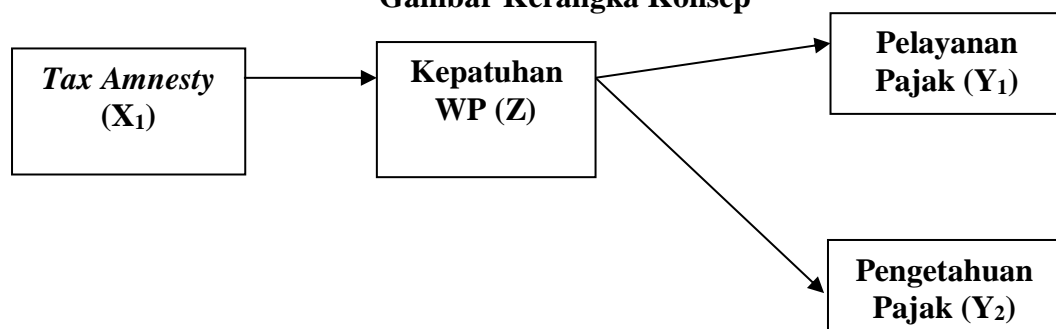 Gambar Kerangka Konsep
Tax Amnesty
(X₁)
Kepatuhan
WP (Z)
Pelayanan
Pajak (Y₁)
Pengetahuan
Pajak (Y₂)